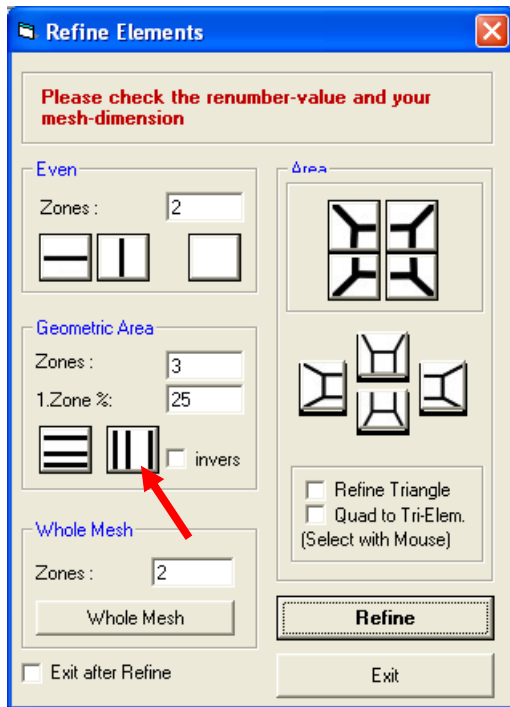 Refine Elements
Please check the renumber-value and your
mesh-dimension
Even
Zones :
2
Geometric Area
Zones :
3
1.Zone %:
25
invers
Whole Mesh
Zones :
2
Whole Mesh
Exit after Refine
Area
Refine Triangle
Quad to Tri-Elem.
(Select with Mouse)
Refine
Exit